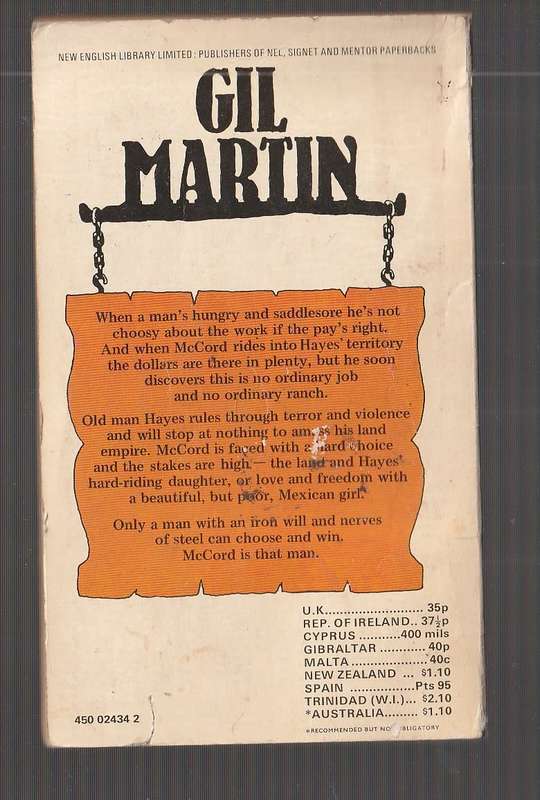 NEW ENGLISH LIBRARY LIMITED: PUBLISHERS OF NEL, SIGNET AND MENTOR PAPERBACKS
GIL
MARTIN
When a man's hungry and saddlesore he's not
choosy about the work if the pay's right.
And when McCord rides into Hayes' territory
the dollars are there in plenty, but he soon
discovers this is no ordinary job
and no ordinary ranch.
Old man Hayes rules through terror and violence
and will stop at nothing to amass his land
empire. McCord is faced with a hard choice
and the stakes are high — the land and Hayes'
hard-riding daughter, or love and freedom with
a beautiful, but poor, Mexican girl.
Only a man with an iron will and nerves
of steel can choose and win.
McCord is that man.
U.K.......................... 35p
REP. OF IRELAND.. 37½p
CYPRUS ...........400 mils
GIBRALTAR ............ 40p
MALTA ....................40c
NEW ZEALAND ... $1.10
SPAIN .................Pts 95
TRINIDAD (W.I.)... $2.10
*AUSTRALIA......... $1.10
*RECOMMENDED BUT NOT OBLIGATORY
450 02434 2